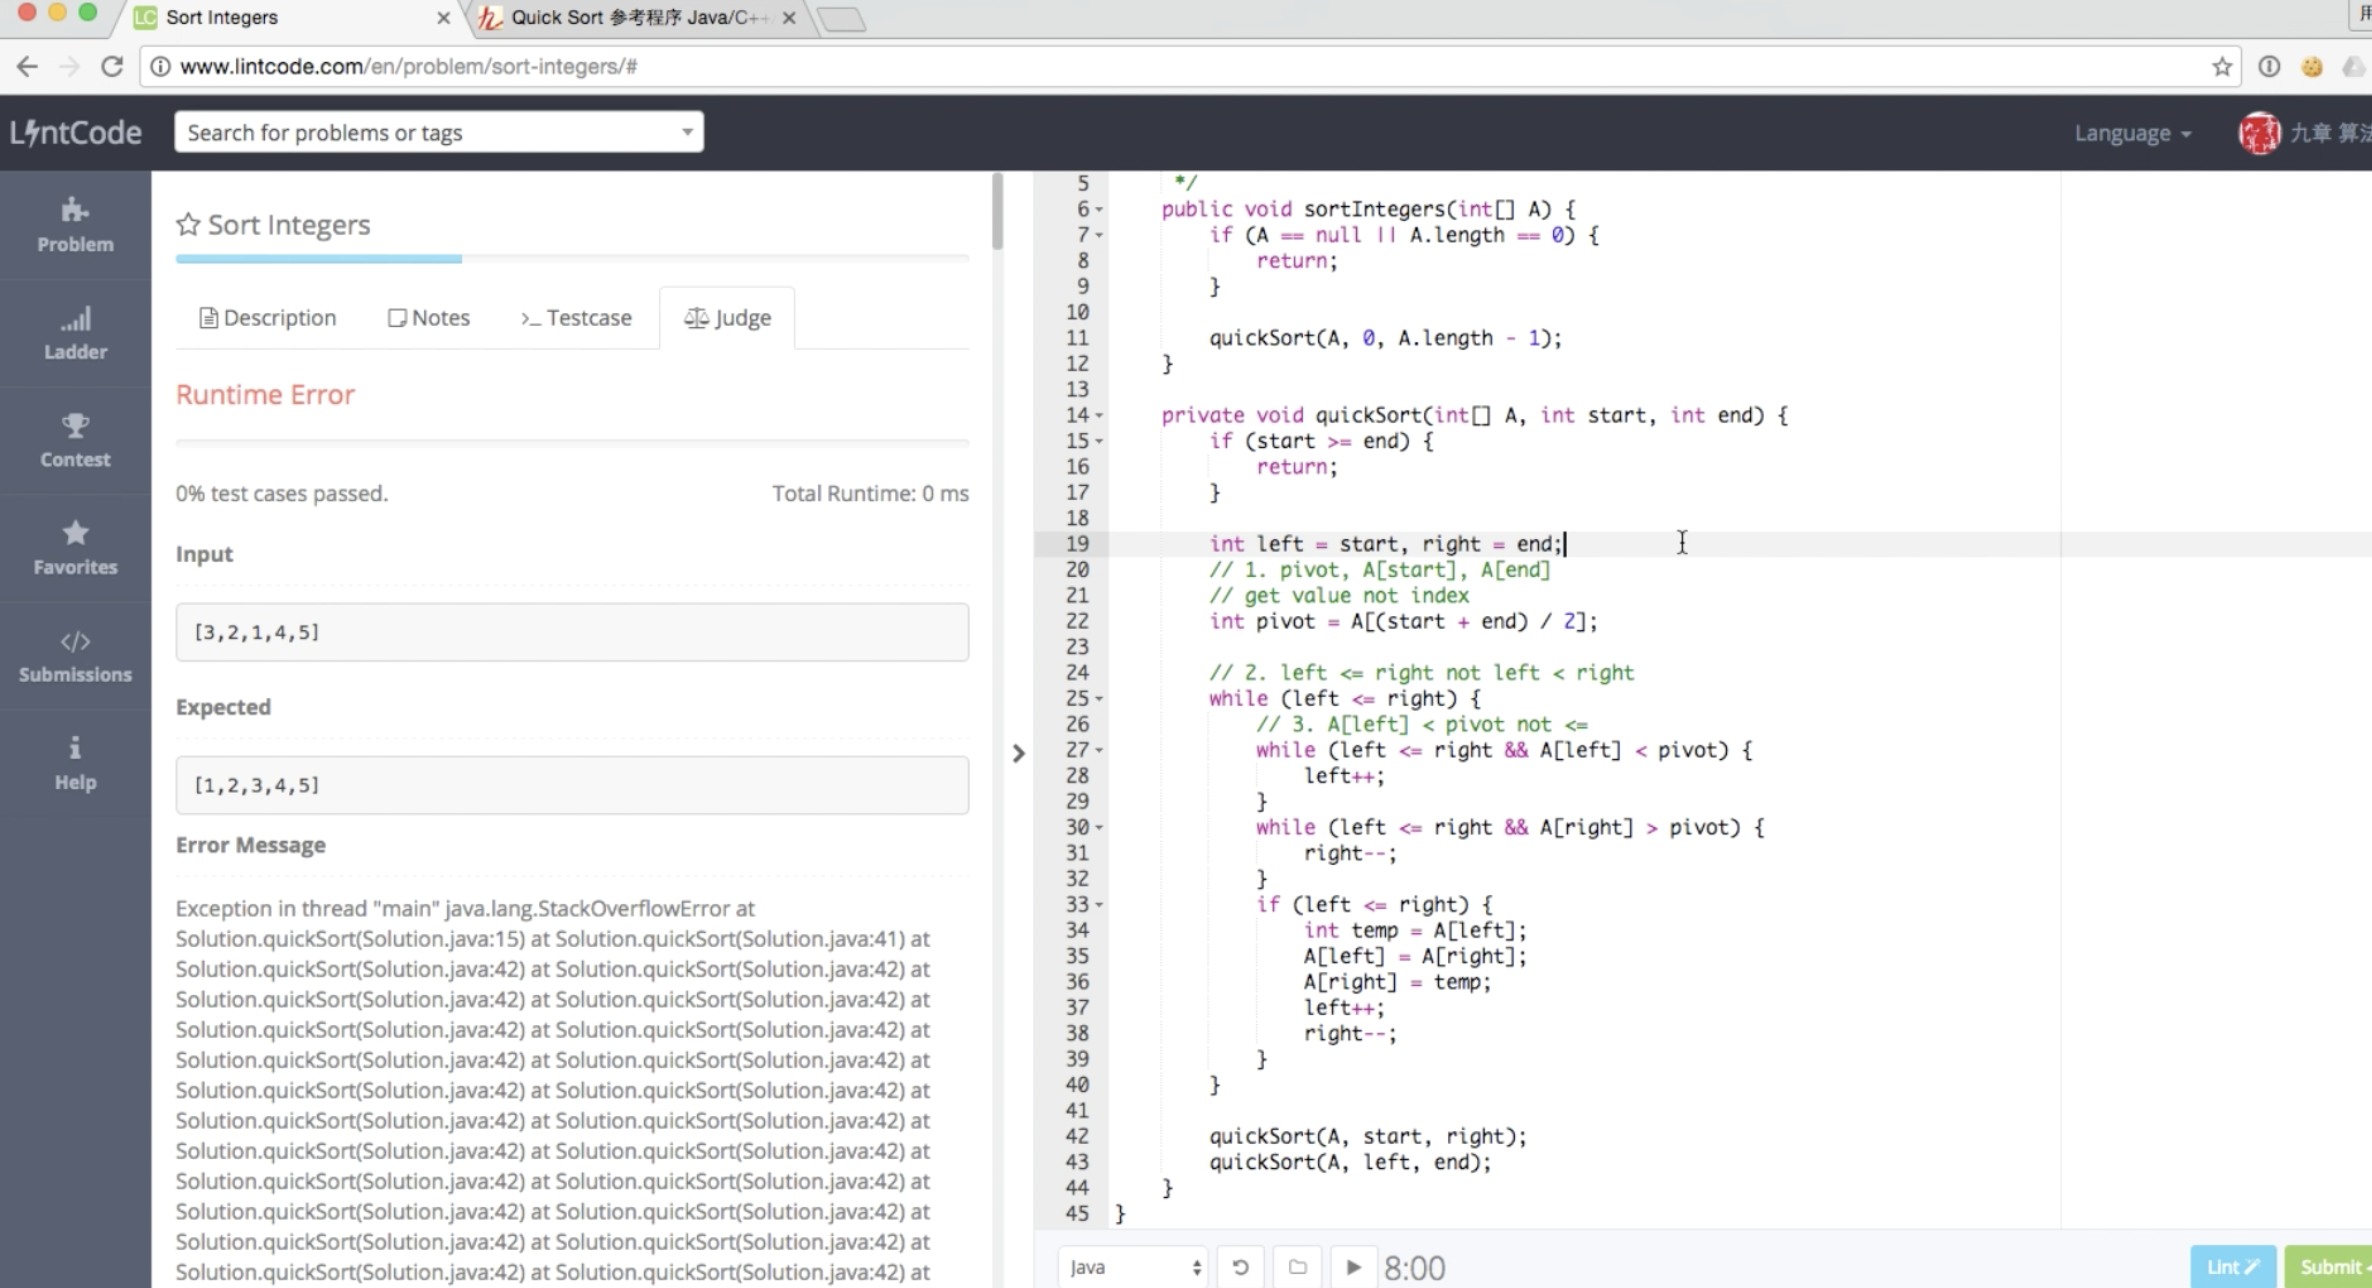 Sort Integers
Quick Sort 参考程序 Java/C++
www.lintcode.com/en/problem/sort-integers/#
LintCode
Search for problems or tags
Language
九章 算法
Problem
Ladder
Contest
Favorites
Submissions
Help
Sort Integers
Description Notes >_ Testcase Judge
Runtime Error
0% test cases passed. Total Runtime: 0 ms
Input
[3,2,1,4,5]
Expected
[1,2,3,4,5]
Error Message
Exception in thread "main" java.lang.StackOverflowError at
Solution.quickSort(Solution.java:15) at Solution.quickSort(Solution.java:41) at
Solution.quickSort(Solution.java:42) at Solution.quickSort(Solution.java:42) at
Solution.quickSort(Solution.java:42) at Solution.quickSort(Solution.java:42) at
Solution.quickSort(Solution.java:42) at Solution.quickSort(Solution.java:42) at
Solution.quickSort(Solution.java:42) at Solution.quickSort(Solution.java:42) at
Solution.quickSort(Solution.java:42) at Solution.quickSort(Solution.java:42) at
Solution.quickSort(Solution.java:42) at Solution.quickSort(Solution.java:42) at
Solution.quickSort(Solution.java:42) at Solution.quickSort(Solution.java:42) at
Solution.quickSort(Solution.java:42) at Solution.quickSort(Solution.java:42) at
Solution.quickSort(Solution.java:42) at Solution.quickSort(Solution.java:42) at
Solution.quickSort(Solution.java:42) at Solution.quickSort(Solution.java:42) at
Solution.quickSort(Solution.java:42) at Solution.quickSort(Solution.java:42) at
5 */
6 public void sortIntegers(int[] A) {
7 if (A == null || A.length == 0) {
8 return;
9 }
10
11 quickSort(A, 0, A.length - 1);
12 }
13
14 private void quickSort(int[] A, int start, int end) {
15 if (start >= end) {
16 return;
17 }
18
19 int left = start, right = end;
20 // 1. pivot, A[start], A[end]
21 // get value not index
22 int pivot = A[(start + end) / 2];
23
24 // 2. left <= right not left < right
25 while (left <= right) {
26 // 3. A[left] < pivot not <=
27 while (left <= right && A[left] < pivot) {
28 left++;
29 }
30 while (left <= right && A[right] > pivot) {
31 right--;
32 }
33 if (left <= right) {
34 int temp = A[left];
35 A[left] = A[right];
36 A[right] = temp;
37 left++;
38 right--;
39 }
40 }
41
42 quickSort(A, start, right);
43 quickSort(A, left, end);
44 }
45 }
Java 8:00 Lint Submit